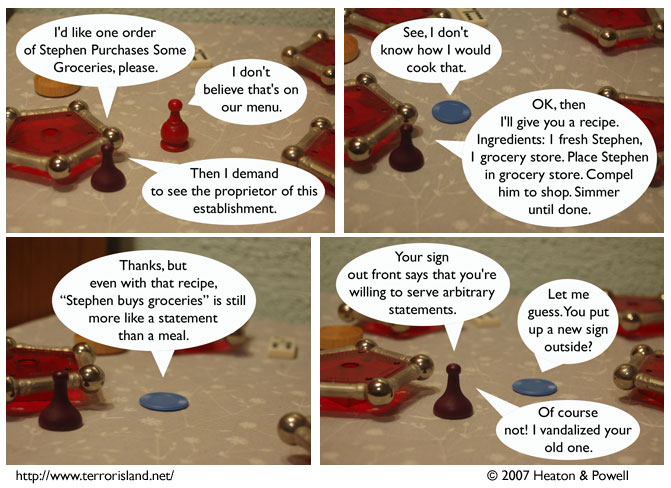 I'd like one order
of Stephen Purchases Some
Groceries, please.
I don't
believe that's on
our menu.
Then I demand
to see the proprietor of this
establishment.
See, I don't
know how I would
cook that.
OK, then
I'll give you a recipe.
Ingredients: 1 fresh Stephen,
1 grocery store. Place Stephen
in grocery store. Compel
him to shop. Simmer
until done.
Thanks, but
even with that recipe,
“Stephen buys groceries” is still
more like a statement
than a meal.
Your sign
out front says that you're
willing to serve arbitrary
statements.
Let me
guess. You put
up a new sign
outside?
Of course
not! I vandalized your
old one.
http://www.terrorisland.net/
© 2007 Heaton & Powell